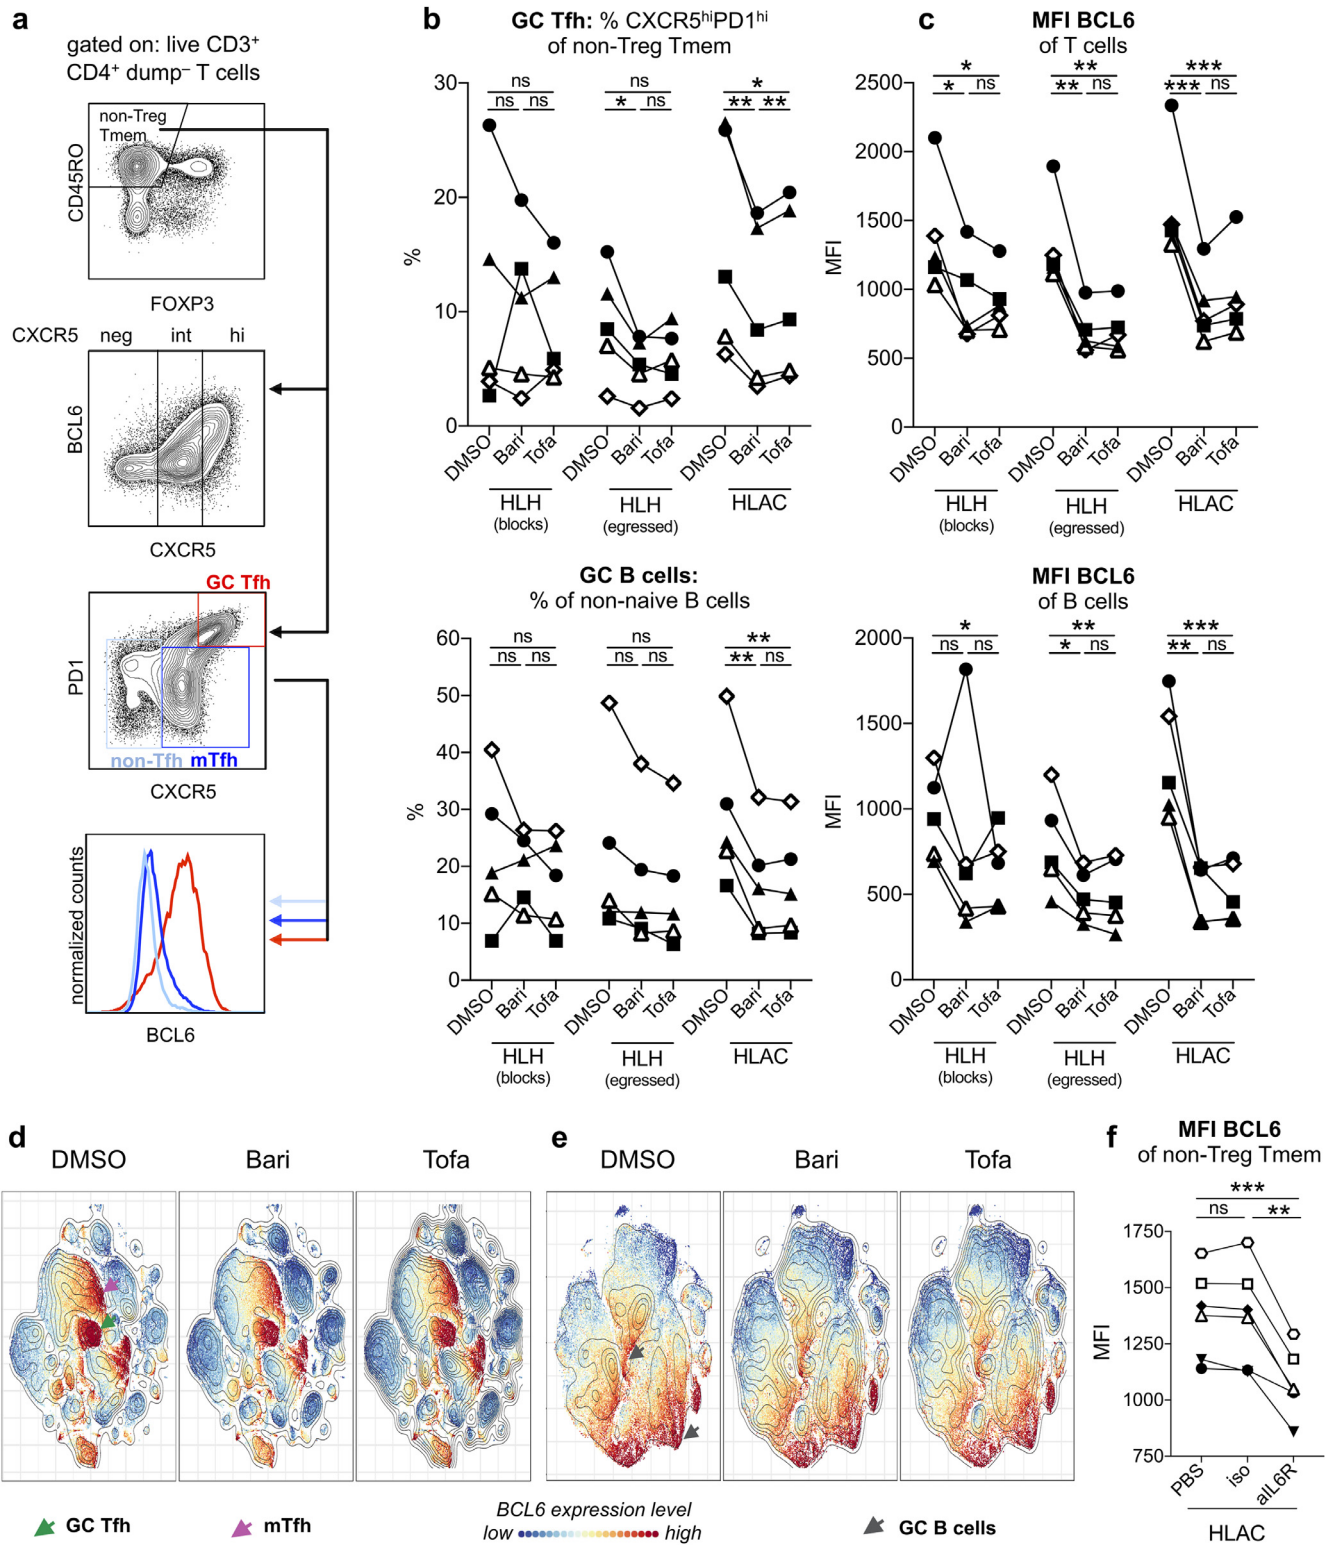 a
gated on: live CD3+
CD4+ dump– T cells
non-Treg
Tmem
CD45RO
FOXP3
CXCR5 neg int hi
BCL6
CXCR5
GC Tfh
PD1
non-Tfh mTfh
CXCR5
normalized counts
BCL6
b
GC Tfh: % CXCR5hiPD1hi
of non-Treg Tmem
30
20
10
0
%
ns
ns ns
ns
* ns
*
** **
DMSO Bari Tofa DMSO Bari Tofa DMSO Bari Tofa
HLH HLH HLAC
(blocks) (egressed)
GC B cells:
% of non-naive B cells
60
50
40
30
20
10
0
%
ns
ns ns
ns
ns ns
**
** ns
DMSO Bari Tofa DMSO Bari Tofa DMSO Bari Tofa
HLH HLH HLAC
(blocks) (egressed)
c
MFI BCL6
of T cells
2500
2000
1500
1000
500
0
MFI
*
* ns
**
** ns
***
*** ns
DMSO Bari Tofa DMSO Bari Tofa DMSO Bari Tofa
HLH HLH HLAC
(blocks) (egressed)
MFI BCL6
of B cells
2000
1500
1000
500
0
MFI
*
ns ns
**
* ns
***
** ns
DMSO Bari Tofa DMSO Bari Tofa DMSO Bari Tofa
HLH HLH HLAC
(blocks) (egressed)
d
DMSO Bari Tofa
GC Tfh mTfh
e
DMSO Bari Tofa
BCL6 expression level
low high
GC B cells
f
MFI BCL6
of non-Treg Tmem
***
ns **
1750
1500
1250
1000
750
MFI
PBS iso aIL6R
HLAC